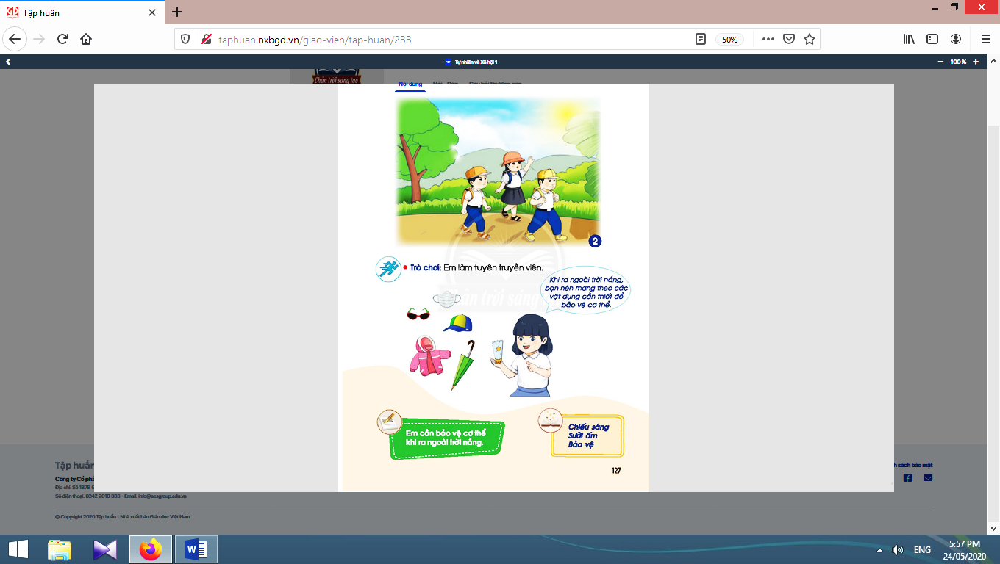 Tập huấn
taphuan.nxbgd.vn/giao-vien/tap-huan/233
50%
PDF Tự nhiên và Xã hội 1
100 %
Chân trời sáng tạo
Nội dung
2
Trò chơi: Em làm tuyên truyền viên.
Khi ra ngoài trời nắng,
bạn nên mang theo các
vật dụng cần thiết để
bảo vệ cơ thể.
Chân trời sáng
Em cần bảo vệ cơ thể
khi ra ngoài trời nắng.
Chiếu sáng
Sưởi ấm
Bảo vệ
127
Tập huấn
Công ty Cổ phầ
Địa chỉ: Số 187B G
Số điện thoại: 0242 2610 333 - Email: info@aesgroup.edu.vn
h sách bảo mật
© Copyright 2020 Tập huấn - Nhà xuất bản Giáo dục Việt Nam
ENG
5:57 PM
24/05/2020